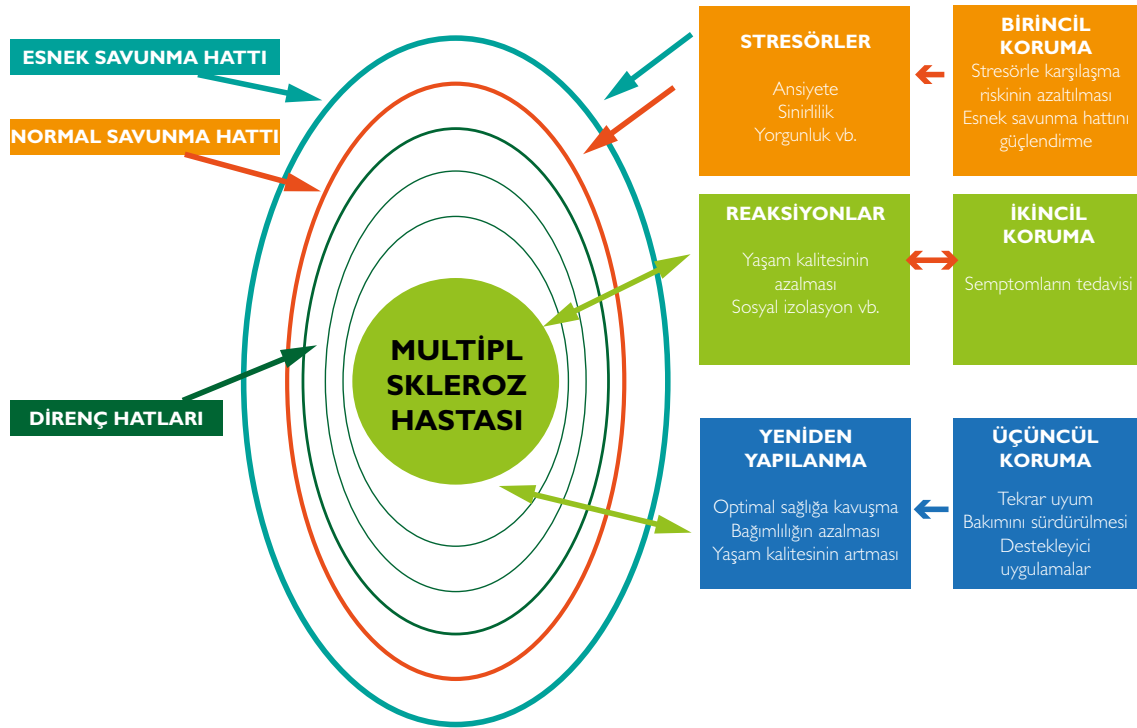 ESNEK SAVUNMA HATTI
NORMAL SAVUNMA HATTI
DİRENÇ HATLARI
MULTİPL
SKLEROZ
HASTASI
STRESÖRLER
Ansiyete
Sinirlilik
Yorgunluk vb.
BİRİNCİL
KORUMA
Stresörle karşılaşma
riskinin azaltılması
Esnek savunma hattını
güçlendirme
REAKSİYONLAR
Yaşam kalitesinin
azalması
Sosyal izolasyon vb.
İKİNCİL
KORUMA
Semptomların tedavisi
YENİDEN
YAPILANMA
Optimal sağlığa kavuşma
Bağımlılığın azalması
Yaşam kalitesinin artması
ÜÇÜNCÜL
KORUMA
Tekrar uyum
Bakımını sürdürülmesi
Destekleyici
uygulamalar